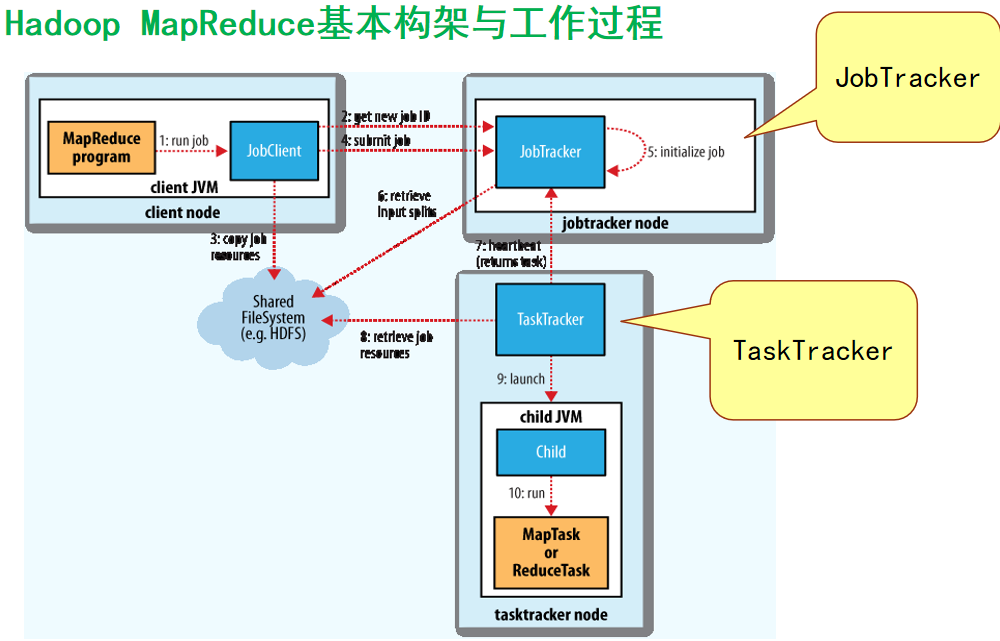 Hadoop MapReduce基本构架与工作过程
JobTracker
MapReduce
program
1: run job
JobClient
client JVM
client node
2: get new job ID
4: submit job
JobTracker
5: initialize job
jobtracker node
3: copy job
resources
6: retrieve
input splits
7: heartbeat
(returns task)
Shared
FileSystem
(e.g. HDFS)
8: retrieve job
resources
TaskTracker
TaskTracker
9: launch
child JVM
Child
10: run
MapTask
or
ReduceTask
tasktracker node